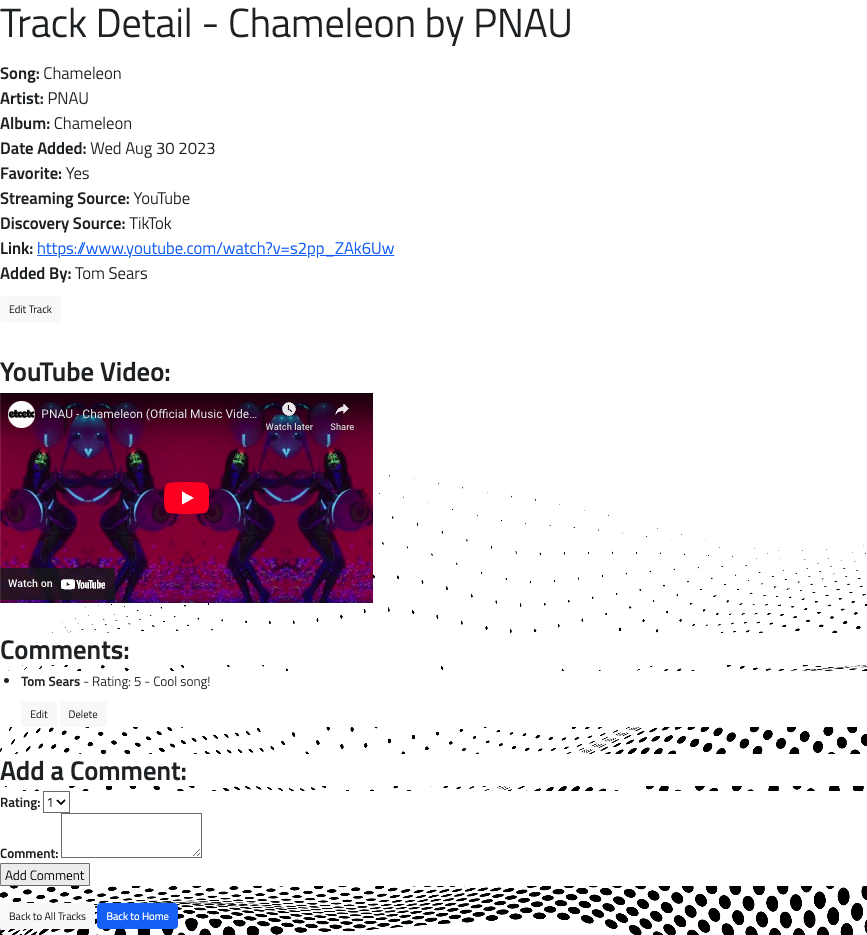 Track Detail - Chameleon by PNAU
Song: Chameleon
Artist: PNAU
Album: Chameleon
Date Added: Wed Aug 30 2023
Favorite: Yes
Streaming Source: YouTube
Discovery Source: TikTok
Link: https://www.youtube.com/watch?v=s2pp_ZAk6Uw
Added By: Tom Sears
Edit Track
YouTube Video:
etcetc PNAU - Chameleon (Official Music Vide...
Watch later Share
Watch on YouTube
Comments:
Tom Sears - Rating: 5 - Cool song!
Edit Delete
Add a Comment:
Rating: 1
Comment:
Add Comment
Back to All Tracks Back to Home